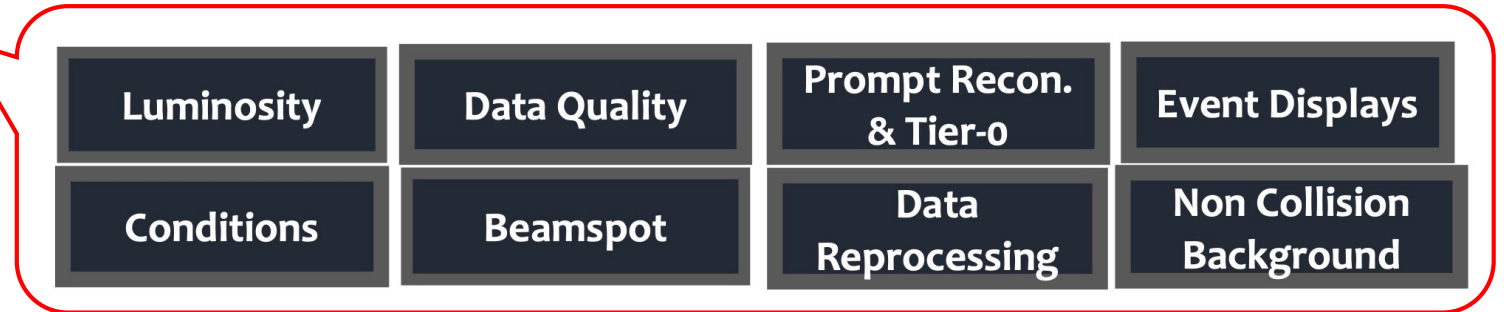 Luminosity
Data Quality
Prompt Recon.
& Tier-0
Event Displays
Conditions
Beamspot
Data
Reprocessing
Non Collision
Background